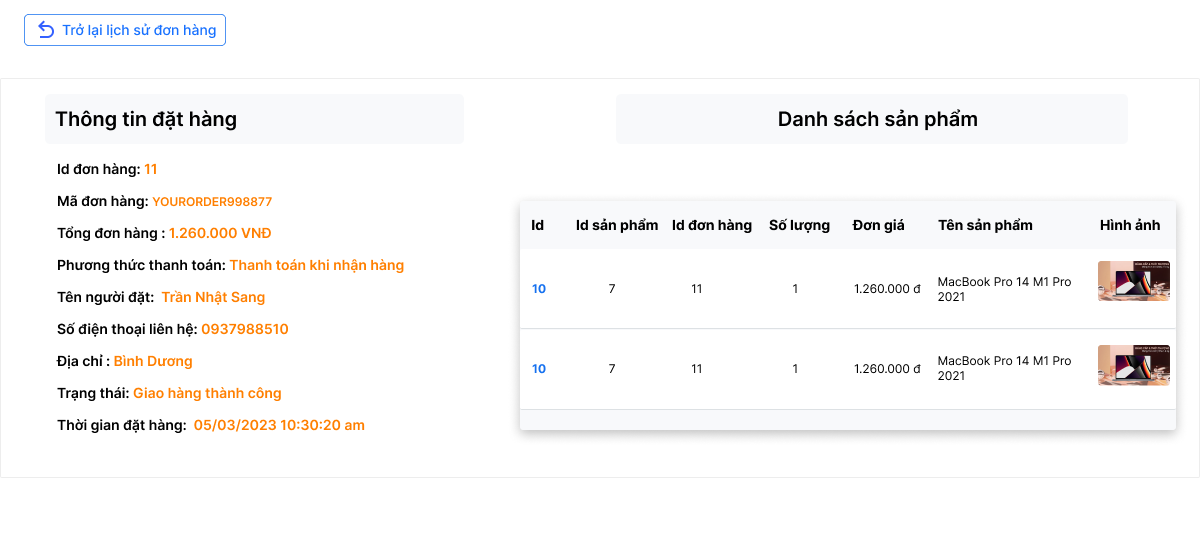 Trở lại lịch sử đơn hàng
Thông tin đặt hàng
Id đơn hàng: 11
Mã đơn hàng: YOURORDER998877
Tổng đơn hàng : 1.260.000 VNĐ
Phương thức thanh toán: Thanh toán khi nhận hàng
Tên người đặt: Trần Nhật Sang
Số điện thoại liên hệ: 0937988510
Địa chỉ : Bình Dương
Trạng thái: Giao hàng thành công
Thời gian đặt hàng: 05/03/2023 10:30:20 am
Danh sách sản phẩm
Id Id sản phẩm Id đơn hàng Số lượng Đơn giá Tên sản phẩm Hình ảnh
10 7 11 1 1.260.000 đ MacBook Pro 14 M1 Pro
2021
10 7 11 1 1.260.000 đ MacBook Pro 14 M1 Pro
2021